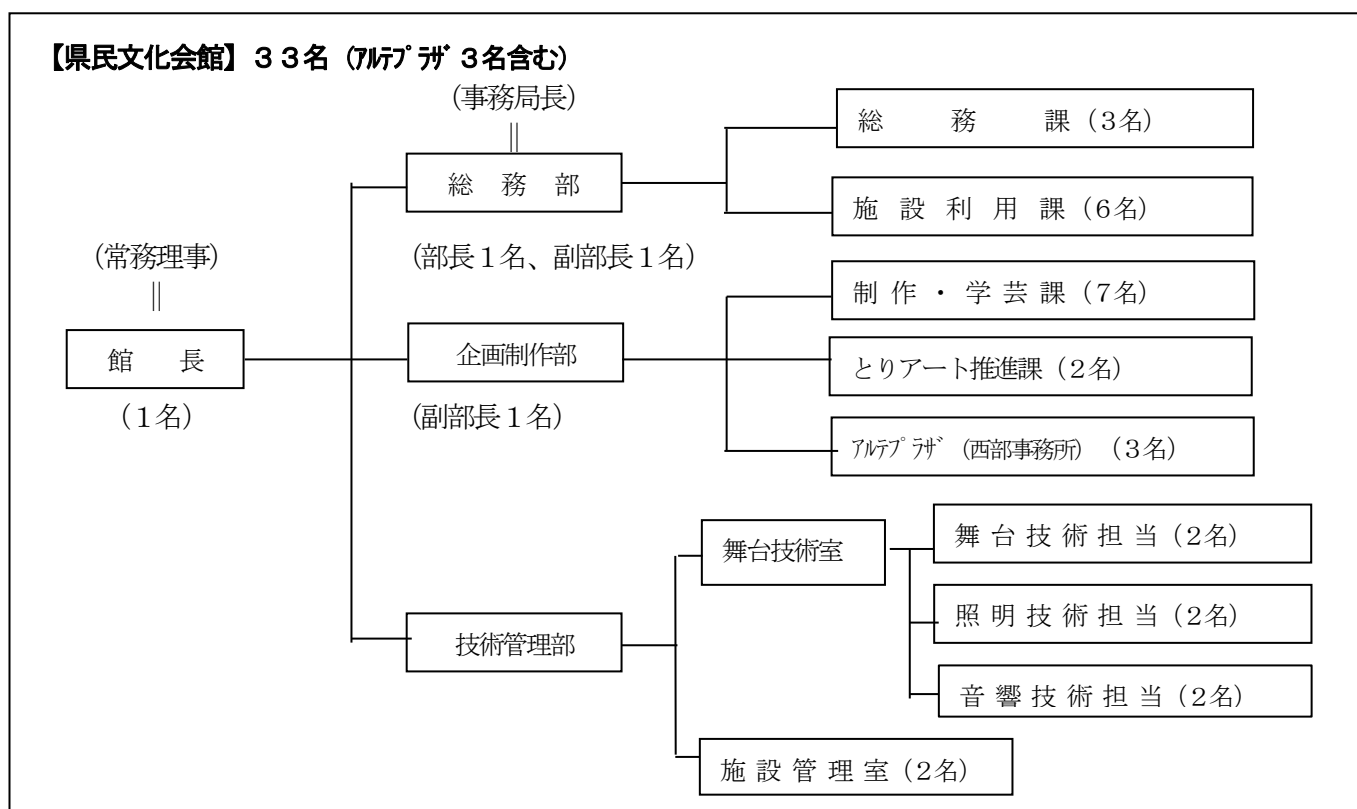 【県民文化会館】３３名（ｱﾙﾃﾌﾟﾗｻﾞ３名含む）
(事務局長)
||
総　務　部
(部長１名、副部長１名)
総　務　課（３名）
施 設 利 用 課（６名）
(常務理事)
||
館　長
（１名）
企画制作部
(副部長１名)
制 作 ・ 学 芸 課（７名）
とりアート推進課（２名）
ｱﾙﾃﾌﾟﾗｻﾞ（西部事務所）（３名）
技術管理部
舞台技術室
舞 台 技 術 担 当（２名）
照 明 技 術 担 当（２名）
音 響 技 術 担 当（２名）
施 設 管 理 室（２名）